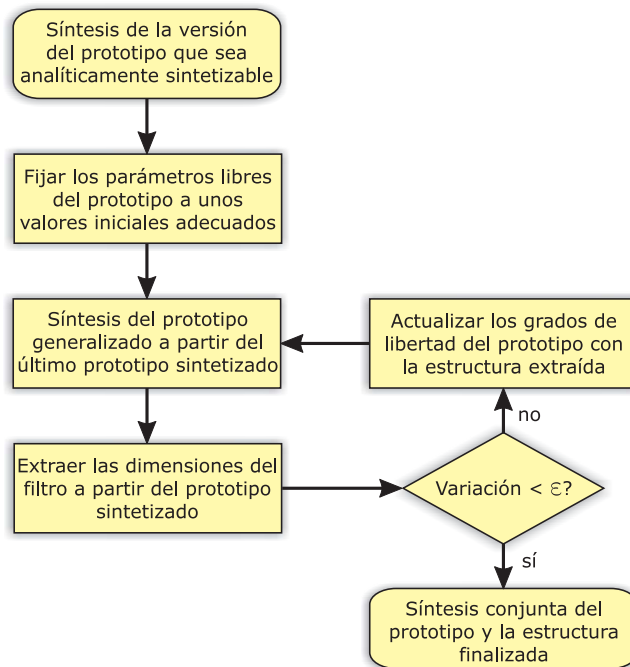 Síntesis de la versión
del prototipo que sea
analíticamente sintetizable
Fijar los parámetros libres
del prototipo a unos
valores iniciales adecuados
Síntesis del prototipo
generalizado a partir del
último prototipo sintetizado
Actualizar los grados de
libertad del prototipo con
la estructura extraída
no
Extraer las dimensiones del
filtro a partir del prototipo
sintetizado
Variación < ε?
sí
Síntesis conjunta del
prototipo y la estructura
finalizada